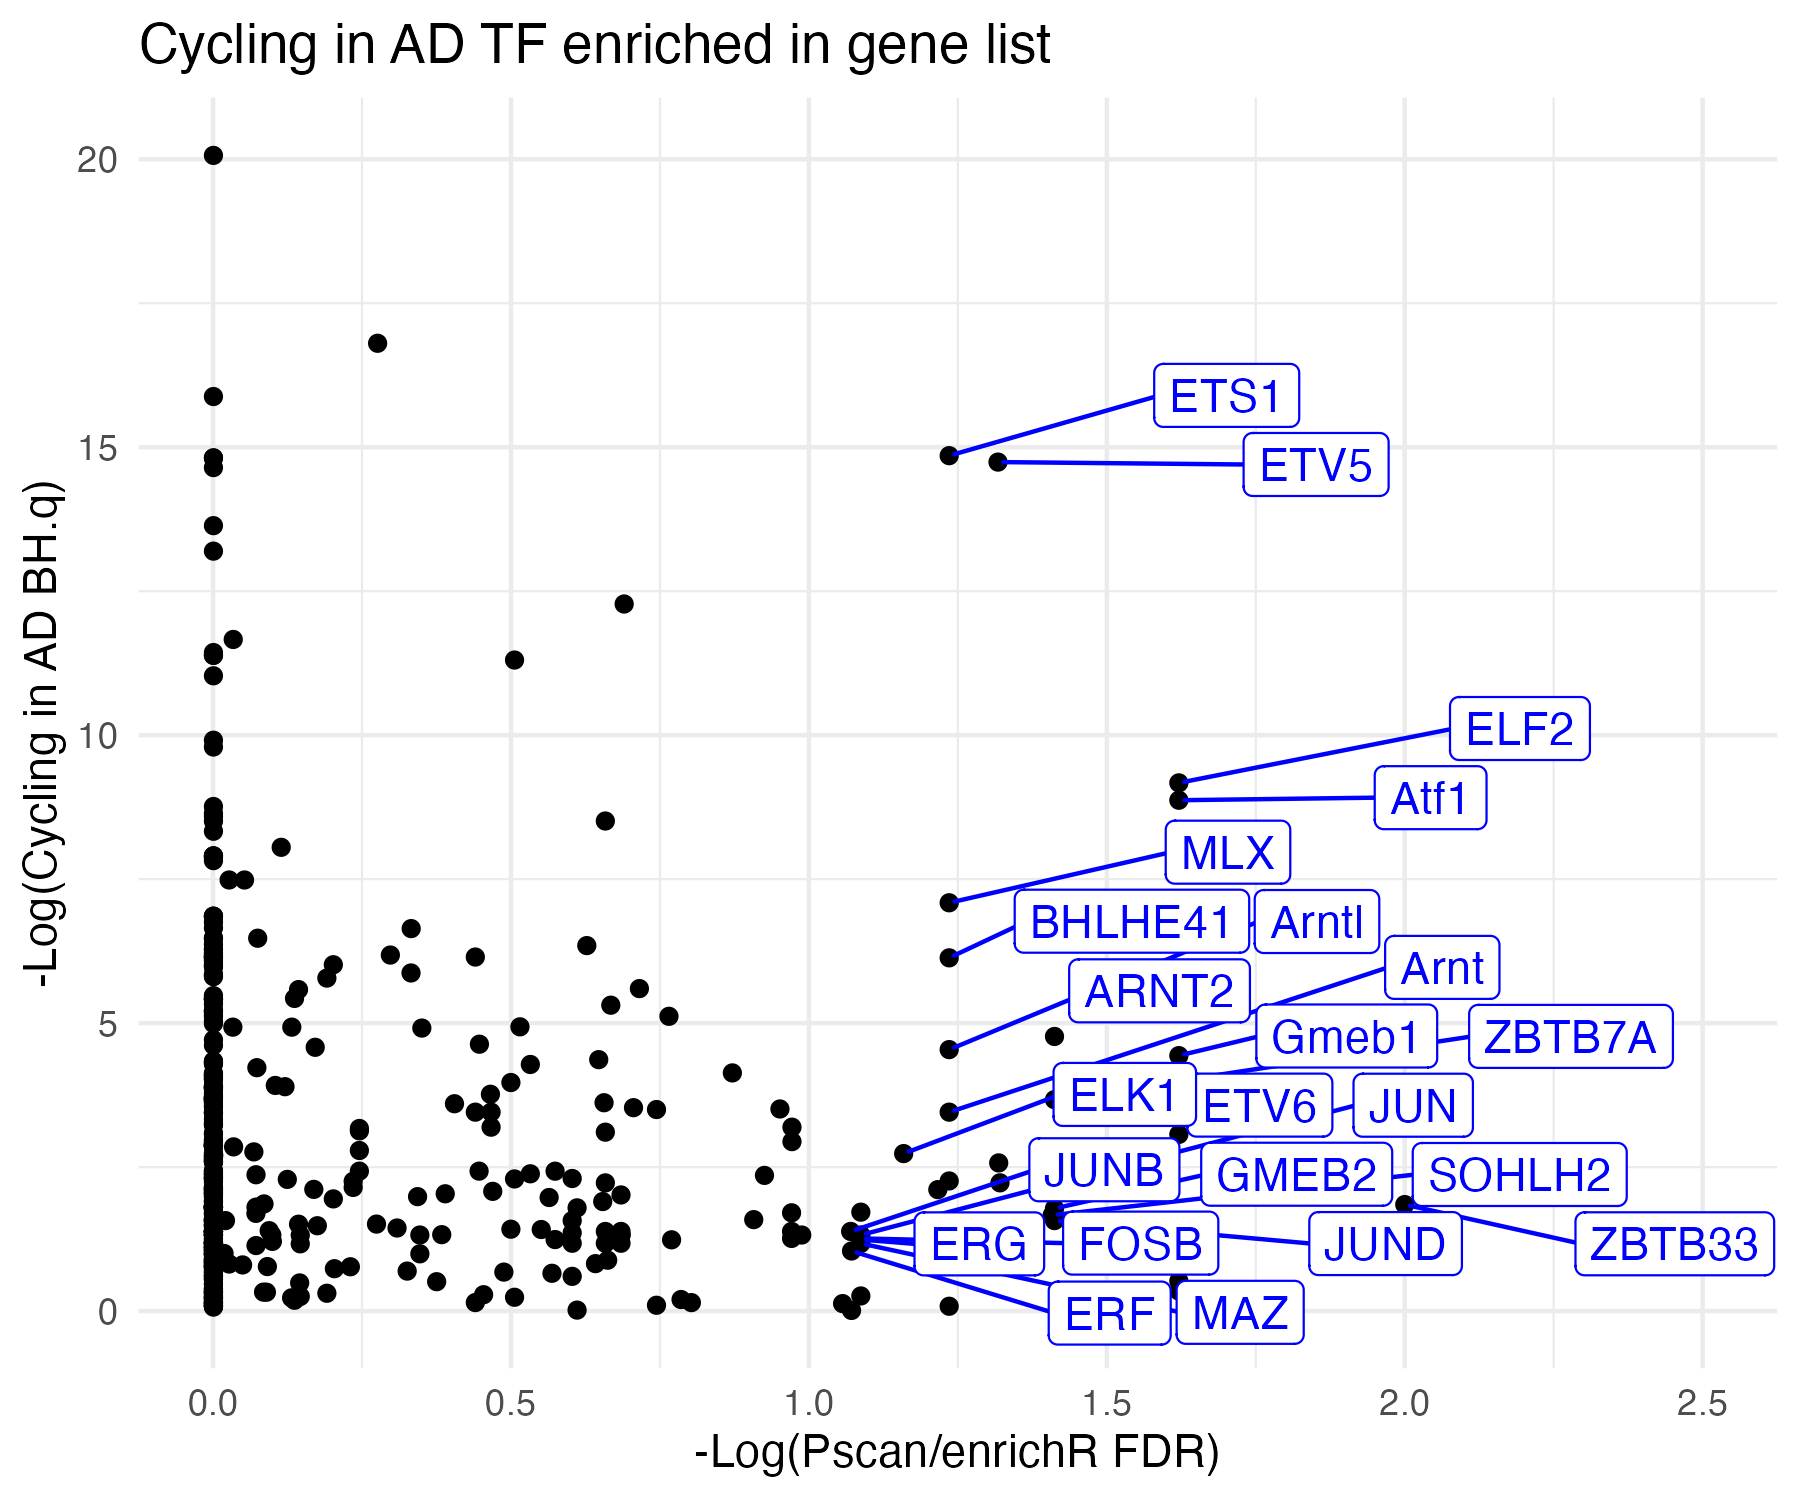 Cycling in AD TF enriched in gene list
-Log(Cycling in AD BH.q)
20
15
10
5
0
ETS1
ETV5
ELF2
Atf1
MLX
BHLHE41
Arntl
Arnt
ARNT2
Gmeb1
ZBTB7A
ELK1
ETV6
JUN
JUNB
GMEB2
SOHLH2
ERG
FOSB
JUND
ZBTB33
ERF
MAZ
0.0
0.5
1.0
1.5
2.0
2.5
-Log(Pscan/enrichR FDR)